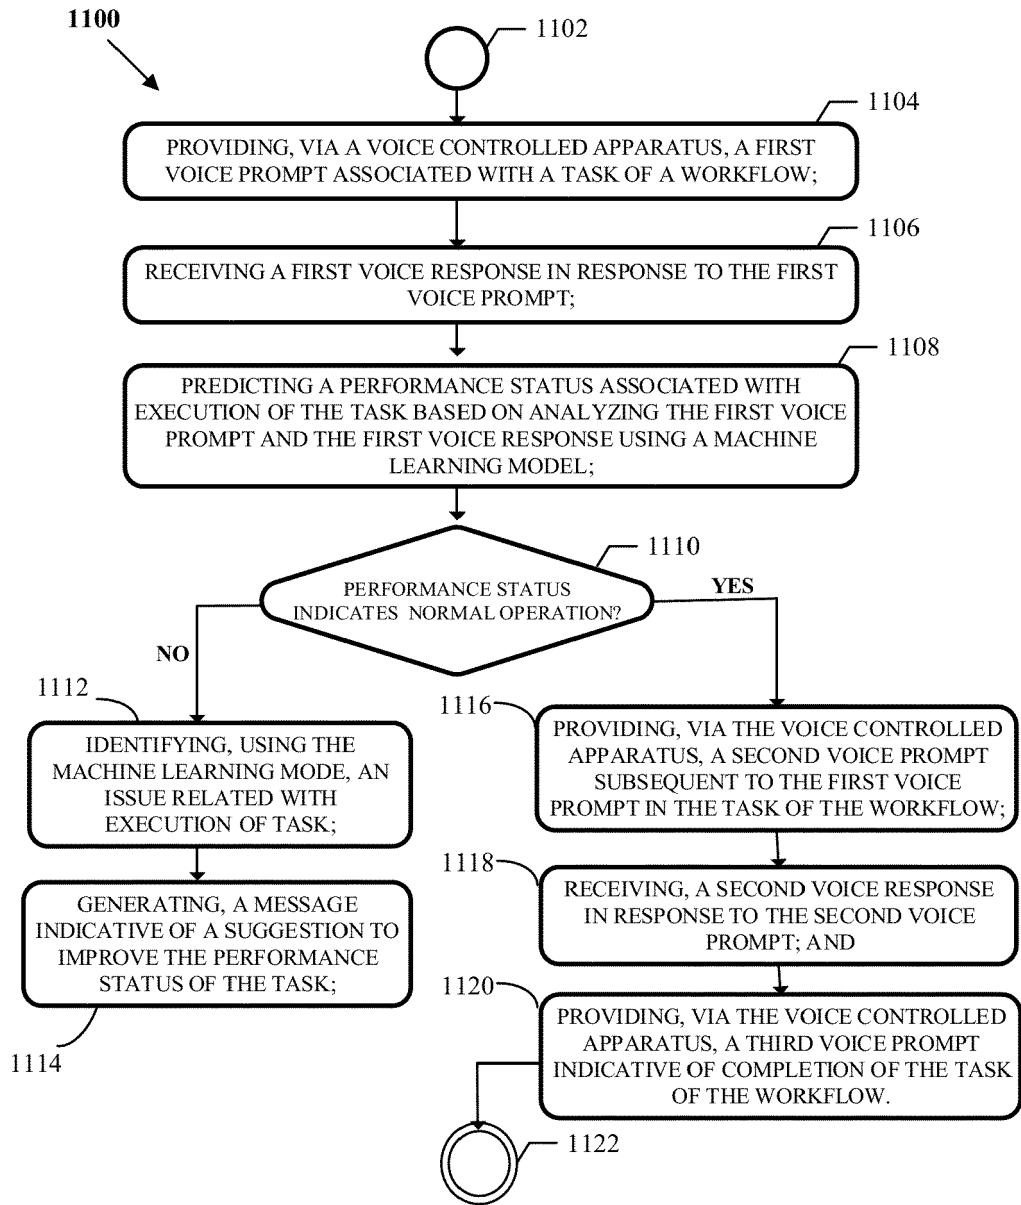 1100
1102
1104
PROVIDING, VIA A VOICE CONTROLLED APPARATUS, A FIRST
VOICE PROMPT ASSOCIATED WITH A TASK OF A WORKFLOW;
1106
RECEIVING A FIRST VOICE RESPONSE IN RESPONSE TO THE FIRST
VOICE PROMPT;
1108
PREDICTING A PERFORMANCE STATUS ASSOCIATED WITH
EXECUTION OF THE TASK BASED ON ANALYZING THE FIRST VOICE
PROMPT AND THE FIRST VOICE RESPONSE USING A MACHINE
LEARNING MODEL;
1110
PERFORMANCE STATUS
INDICATES NORMAL OPERATION?
YES
NO
1112
IDENTIFYING, USING THE
MACHINE LEARNING MODE, AN
ISSUE RELATED WITH
EXECUTION OF TASK;
GENERATING, A MESSAGE
INDICATIVE OF A SUGGESTION TO
IMPROVE THE PERFORMANCE
STATUS OF THE TASK;
1114
1116
PROVIDING, VIA THE VOICE CONTROLLED
APPARATUS, A SECOND VOICE PROMPT
SUBSEQUENT TO THE FIRST VOICE
PROMPT IN THE TASK OF THE WORKFLOW;
1118
RECEIVING, A SECOND VOICE RESPONSE
IN RESPONSE TO THE SECOND VOICE
PROMPT; AND
1120
PROVIDING, VIA THE VOICE CONTROLLED
APPARATUS, A THIRD VOICE PROMPT
INDICATIVE OF COMPLETION OF THE TASK
OF THE WORKFLOW.
1122